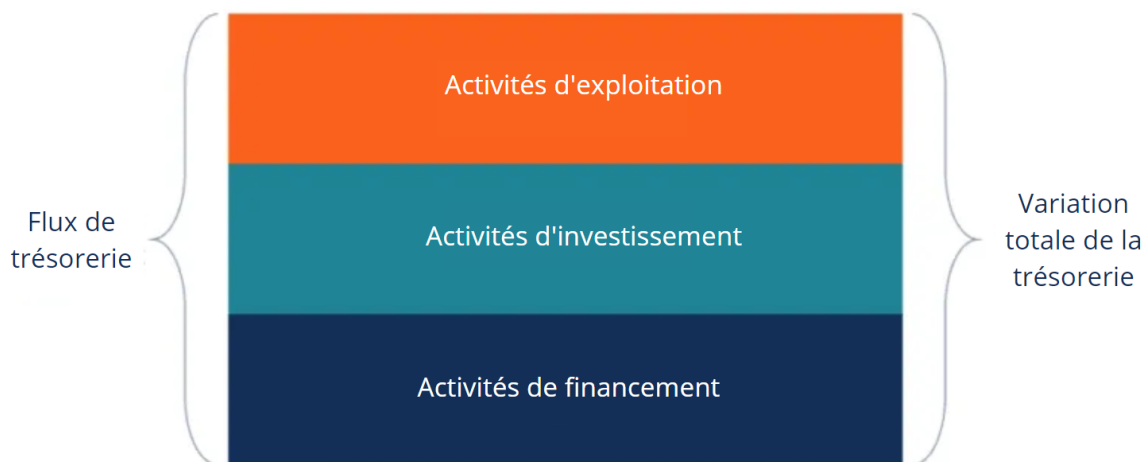 Activités d'exploitation
Flux de
trésorerie
Activités d'investissement
Variation
totale de la
trésorerie
Activités de financement